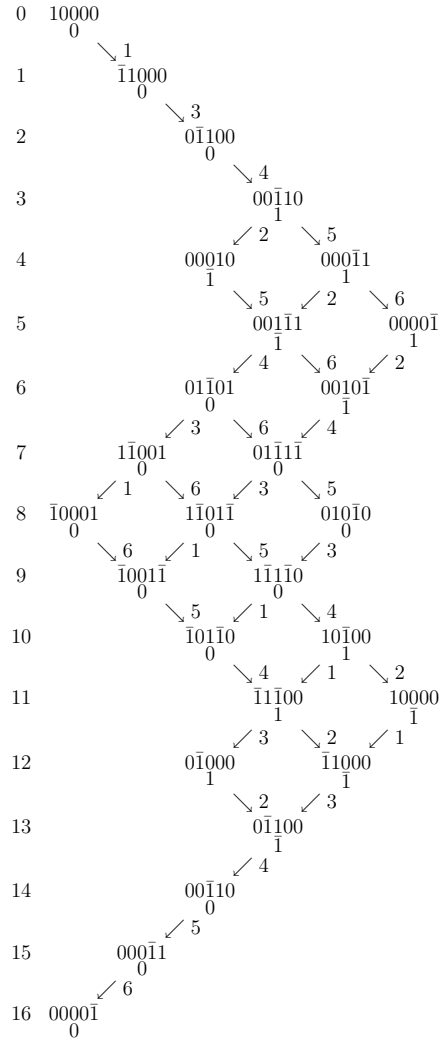 0 10000
0
1
1 1̄1000
0
3
2 01̄100
0
4
3 001̄10
1
2 5
4 00010 0001̄1
1̄ 1
5 2 6
5 001̄1̄1 00001̄
1̄ 1
4 6 2
6 011̄01 00101̄
0 1̄
3 6 4
7 11̄001 011̄11̄
0 0
1 6 3 5
8 1̄0001 11̄011̄ 0101̄0
0 0 0
6 1 5 3
9 1̄0011̄ 11̄11̄0
0 0
5 1 4
10 1̄011̄0 101̄00
0 1
4 1 2
11 1̄11̄00 10000
1 1̄
3 2 1
12 01̄000 1̄1000
1 1̄
2 3
13 01̄100
1̄
4
14 001̄10
0
5
15 0001̄1
0
6
16 00001̄
0